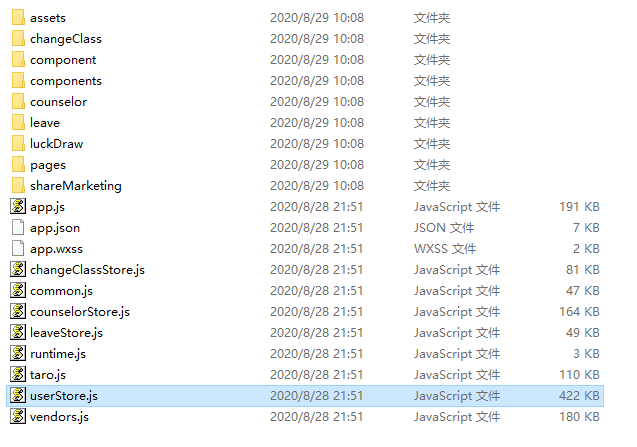 assets 2020/8/29 10:08 文件夹
changeClass 2020/8/29 10:08 文件夹
component 2020/8/29 10:08 文件夹
components 2020/8/29 10:08 文件夹
counselor 2020/8/29 10:08 文件夹
leave 2020/8/29 10:08 文件夹
luckDraw 2020/8/29 10:08 文件夹
pages 2020/8/29 10:08 文件夹
shareMarketing 2020/8/29 10:08 文件夹
app.js 2020/8/28 21:51 JavaScript 文件 191 KB
app.json 2020/8/28 21:51 JSON 文件 7 KB
app.wxss 2020/8/28 21:51 WXSS 文件 2 KB
changeClassStore.js 2020/8/28 21:51 JavaScript 文件 81 KB
common.js 2020/8/28 21:51 JavaScript 文件 47 KB
counselorStore.js 2020/8/28 21:51 JavaScript 文件 164 KB
leaveStore.js 2020/8/28 21:51 JavaScript 文件 49 KB
runtime.js 2020/8/28 21:51 JavaScript 文件 3 KB
taro.js 2020/8/28 21:51 JavaScript 文件 110 KB
userStore.js 2020/8/28 21:51 JavaScript 文件 422 KB
vendors.js 2020/8/28 21:51 JavaScript 文件 180 KB